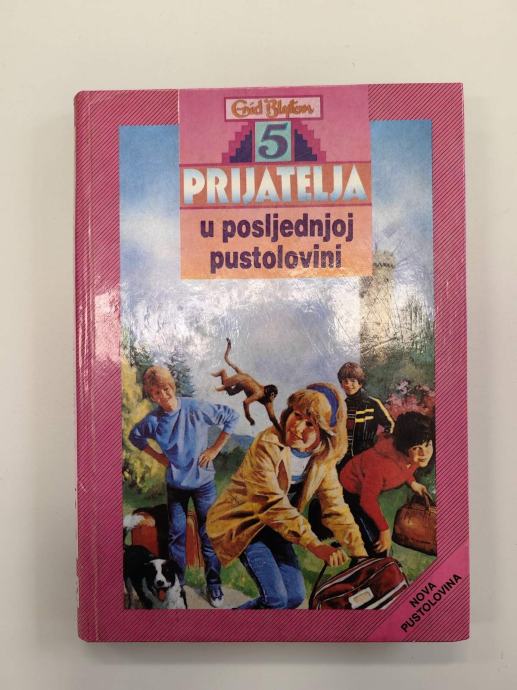 Enid Blyton
5
PRIJATELJA
u posljednjoj
pustolovini
NOVA
PUSTOLOVINA